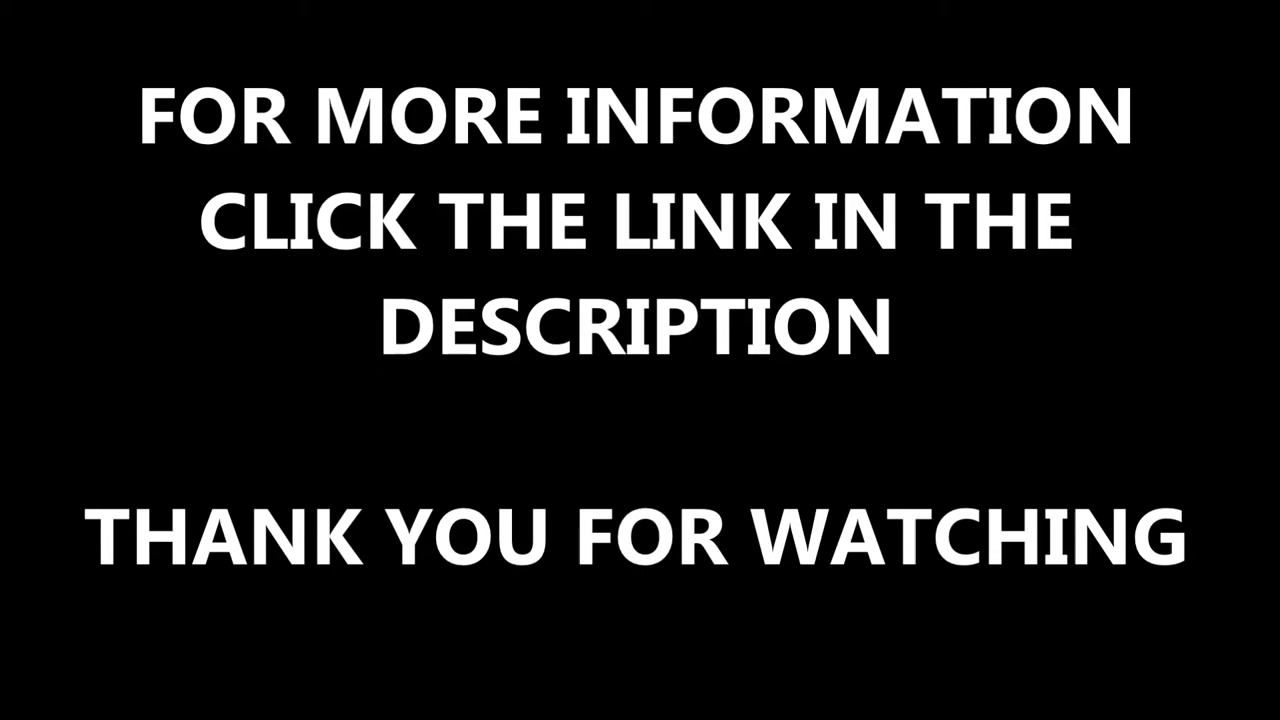 FOR MORE INFORMATION
CLICK THE LINK IN THE
DESCRIPTION
THANK YOU FOR WATCHING